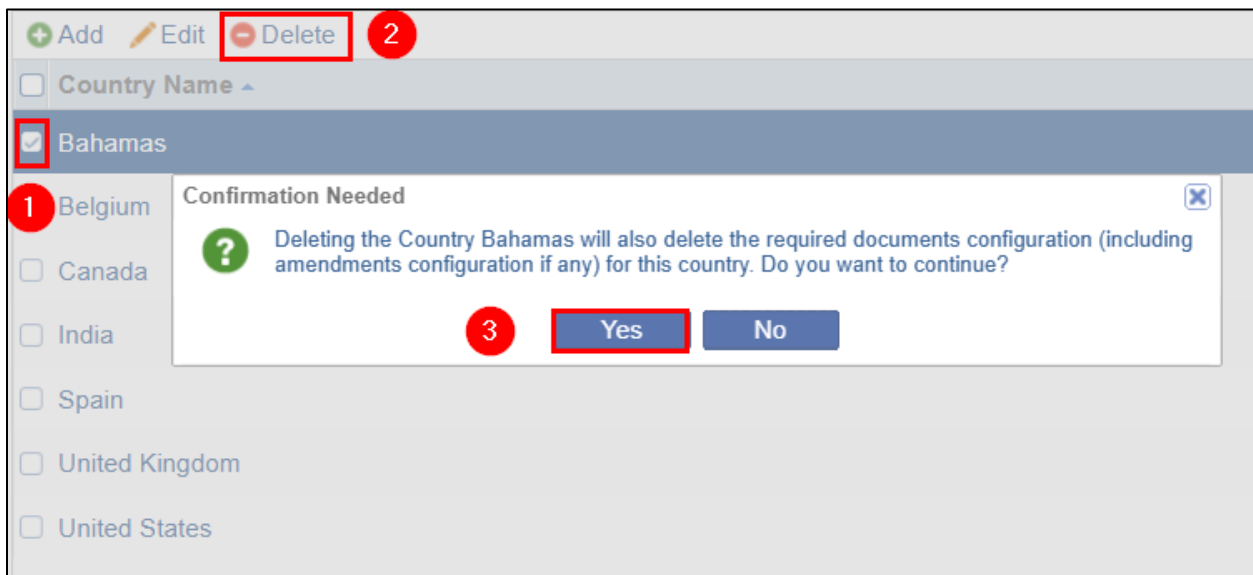 Add Edit Delete 2
Country Name
Bahamas
1 Belgium
Confirmation Needed
Deleting the Country Bahamas will also delete the required documents configuration (including
amendments configuration if any) for this country. Do you want to continue?
3 Yes No
Canada
India
Spain
United Kingdom
United States